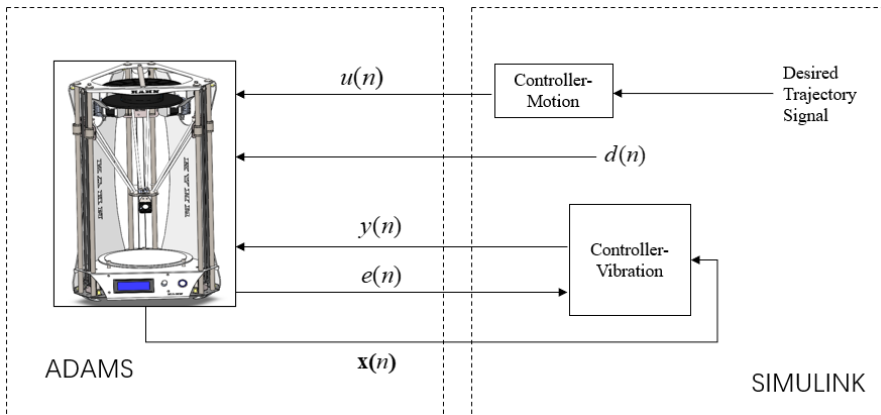 u(n)
Controller-
Motion
Desired
Trajectory
Signal
d(n)
y(n)
Controller-
Vibration
e(n)
x(n)
ADAMS
SIMULINK